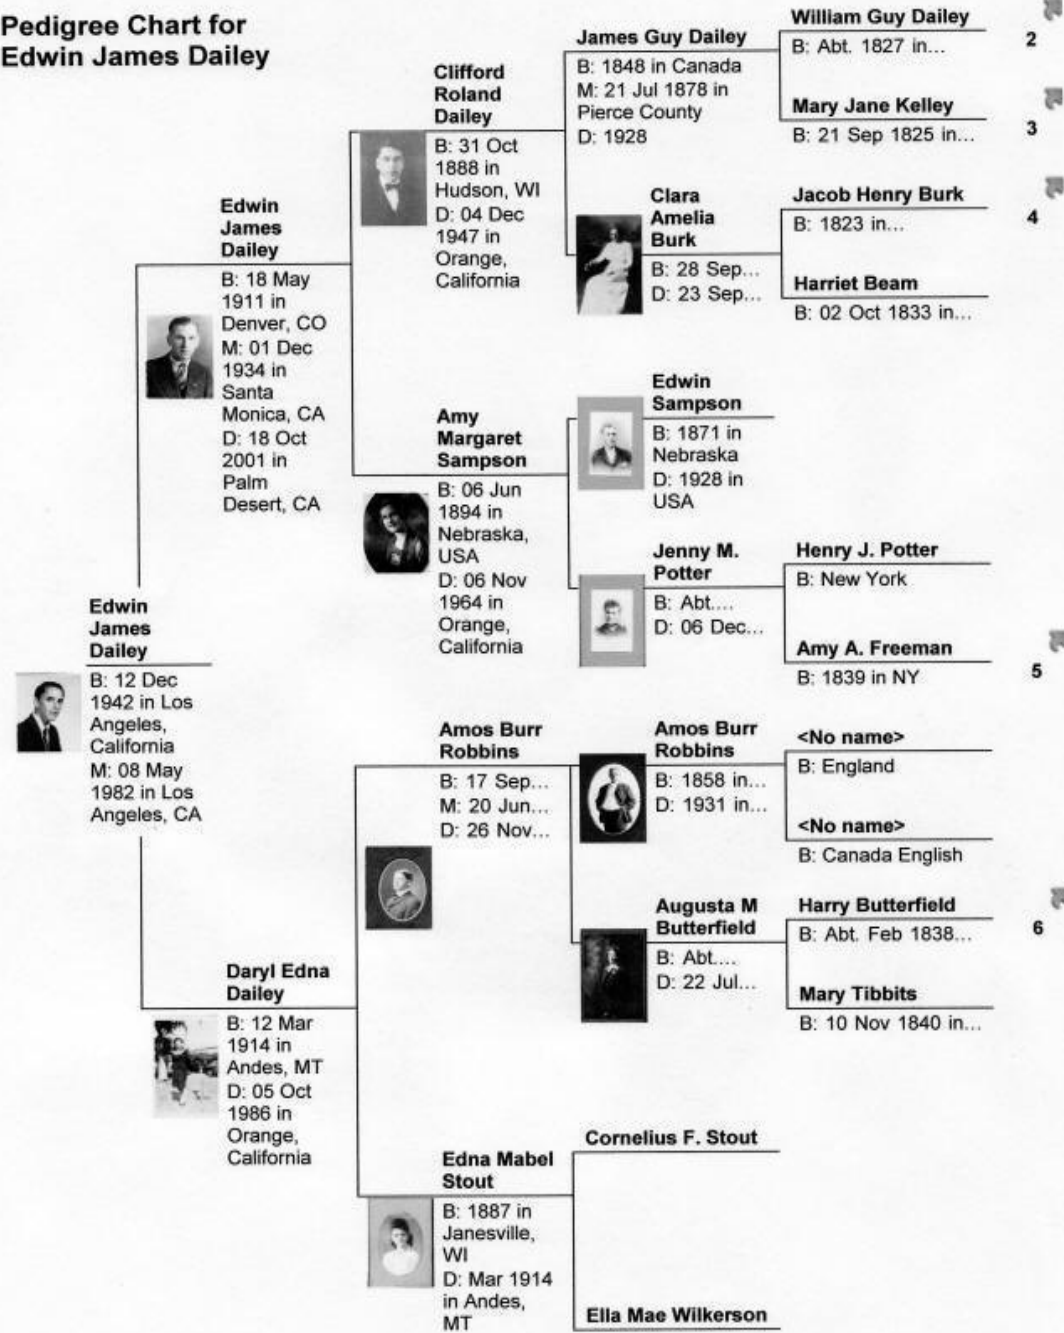 Pedigree Chart for
Edwin James Dailey
Edwin
James
Dailey
B: 12 Dec
1942 in Los
Angeles,
California
M: 08 May
1982 in Los
Angeles, CA
Edwin
James
Dailey
B: 18 May
1911 in
Denver, CO
M: 01 Dec
1934 in
Santa
Monica, CA
D: 18 Oct
2001 in
Palm
Desert, CA
Daryl Edna
Dailey
B: 12 Mar
1914 in
Andes, MT
D: 05 Oct
1986 in
Orange,
California
Clifford
Roland
Dailey
B: 31 Oct
1888 in
Hudson, WI
D: 04 Dec
1947 in
Orange,
California
Amy
Margaret
Sampson
B: 06 Jun
1894 in
Nebraska,
USA
D: 06 Nov
1964 in
Orange,
California
Amos Burr
Robbins
B: 17 Sep...
M: 20 Jun...
D: 26 Nov...
Edna Mabel
Stout
B: 1887 in
Janesville,
WI
D: Mar 1914
in Andes,
MT
James Guy Dailey
B: 1848 in Canada
M: 21 Jul 1878 in
Pierce County
D: 1928
Clara
Amelia
Burk
B: 28 Sep...
D: 23 Sep...
Edwin
Sampson
B: 1871 in
Nebraska
D: 1928 in
USA
Jenny M.
Potter
B: Abt....
D: 06 Dec...
Amos Burr
Robbins
B: 1858 in...
D: 1931 in...
Augusta M
Butterfield
B: Abt....
D: 22 Jul...
Cornelius F. Stout
Ella Mae Wilkerson
William Guy Dailey
B: Abt. 1827 in...
2
Mary Jane Kelley
B: 21 Sep 1825 in...
3
Jacob Henry Burk
B: 1823 in...
4
Harriet Beam
B: 02 Oct 1833 in...
Henry J. Potter
B: New York
Amy A. Freeman
B: 1839 in NY
5
<No name>
B: England
<No name>
B: Canada English
Harry Butterfield
B: Abt. Feb 1838...
6
Mary Tibbits
B: 10 Nov 1840 in...